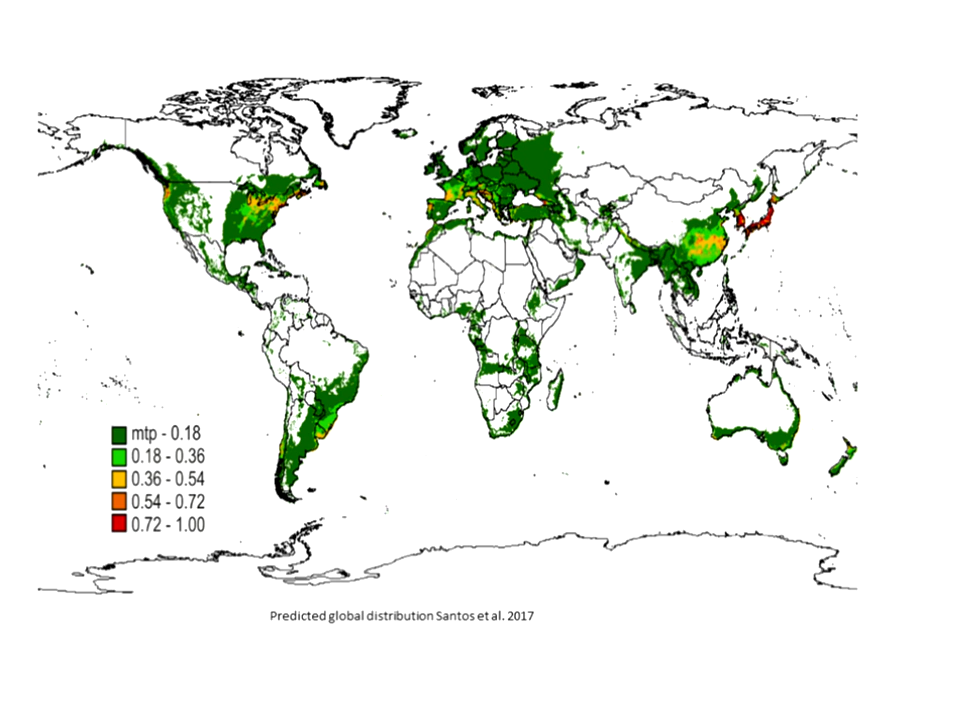 mtp - 0.18
0.18 - 0.36
0.36 - 0.54
0.54 - 0.72
0.72 - 1.00
Predicted global distribution Santos et al. 2017